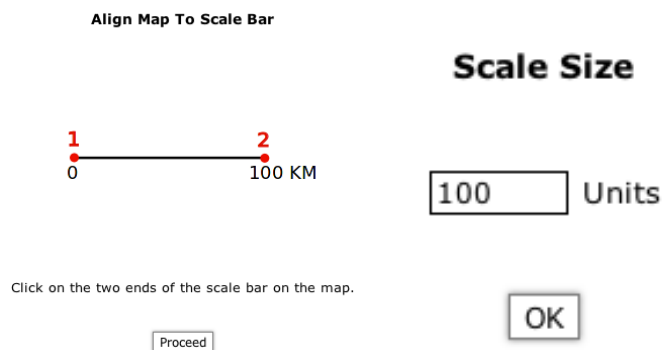 Align Map To Scale Bar
1 2
0 100 KM
Click on the two ends of the scale bar on the map.
Proceed
Scale Size
100 Units
OK